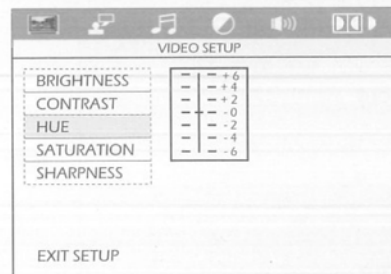 VIDEO SETUP
BRIGHTNESS
CONTRAST
HUE
SATURATION
SHARPNESS
+6
+4
+2
-0
-2
-4
-6
EXIT SETUP